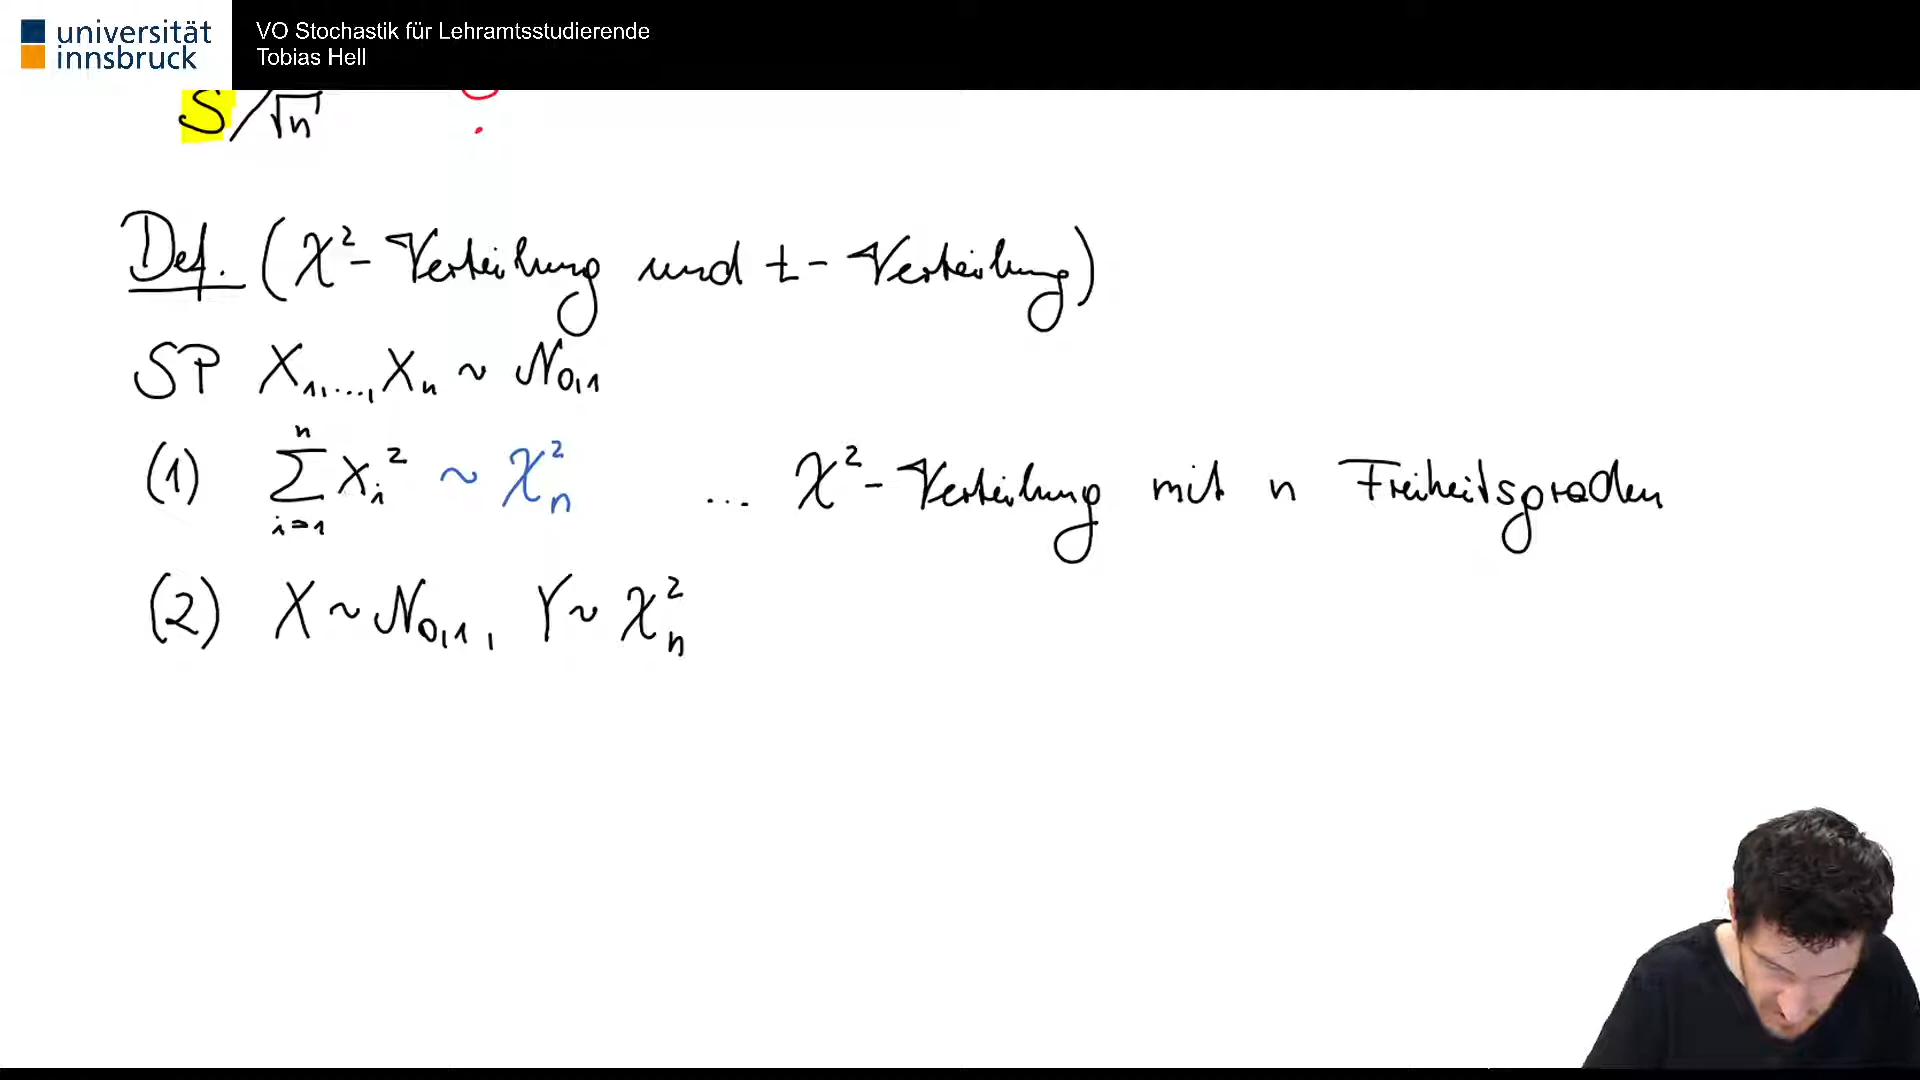 universität
innsbruck
VO Stochastik für Lehramtsstudierende
Tobias Hell
S/√n
Def. (χ²-Verteilung und t-Verteilung)
SP X₁,...,Xₙ ~ N₀,₁
(1) ∑ᵢ₌₁ⁿ Xᵢ² ~ χ²ₙ ... χ²-Verteilung mit n Freiheitsgraden
(2) X ~ N₀,₁, Y ~ χ²ₙ